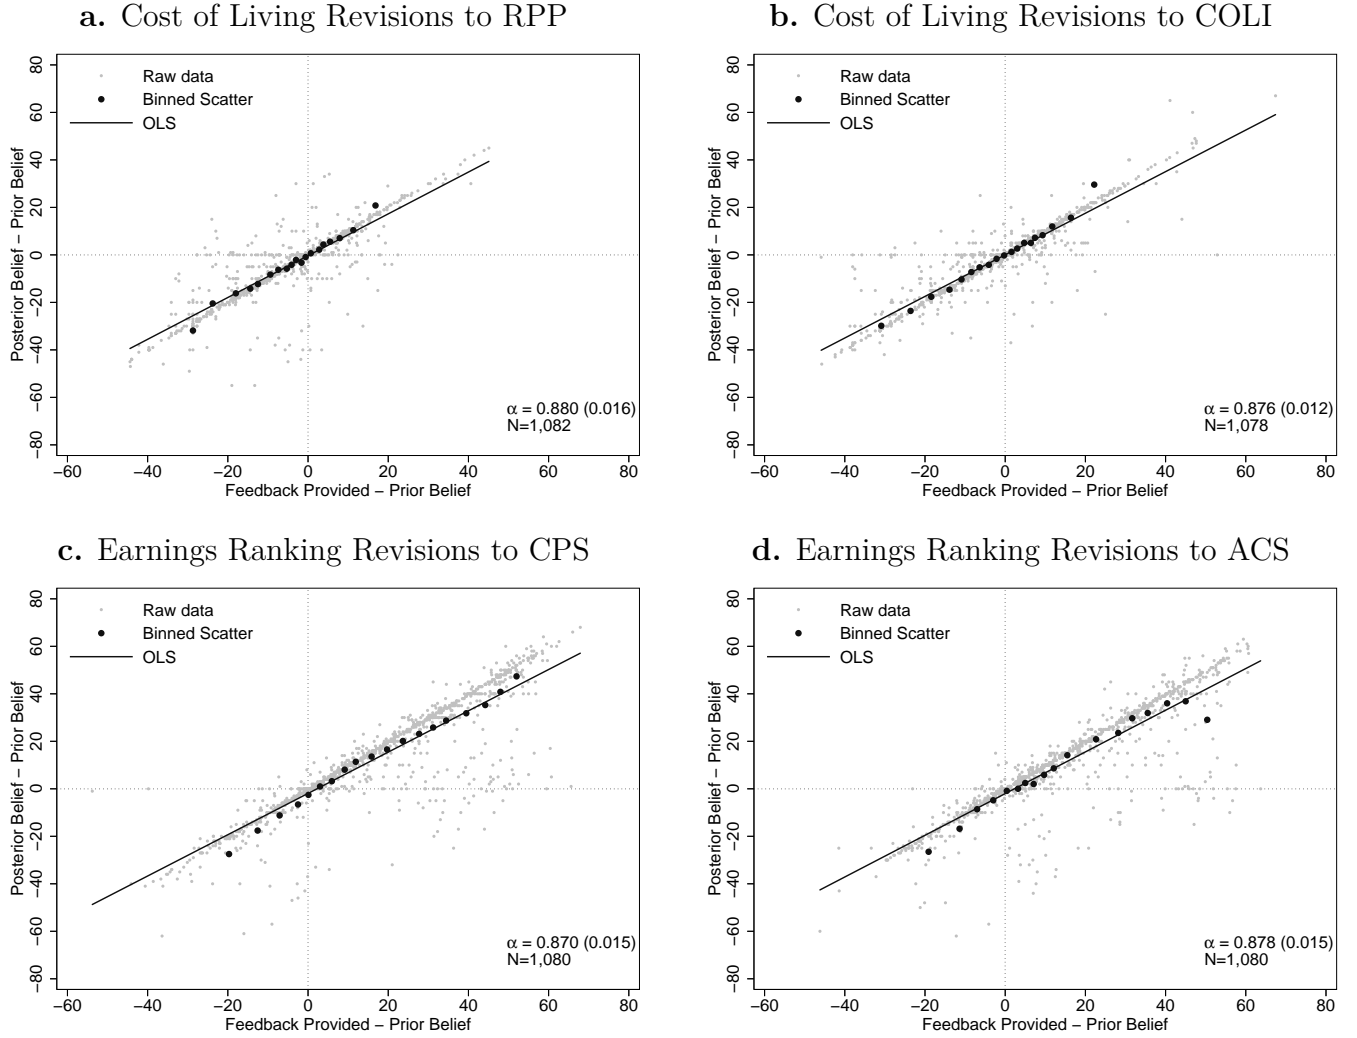 a. Cost of Living Revisions to RPP
80
60
40
20
0
−20
−40
−60
−80
Posterior Belief − Prior Belief
Raw data
Binned Scatter
OLS
α = 0.880 (0.016)
N=1,082
−60 −40 −20 0 20 40 60 80
Feedback Provided − Prior Belief
b. Cost of Living Revisions to COLI
80
60
40
20
0
−20
−40
−60
−80
Posterior Belief − Prior Belief
Raw data
Binned Scatter
OLS
α = 0.876 (0.012)
N=1,078
−60 −40 −20 0 20 40 60 80
Feedback Provided − Prior Belief
c. Earnings Ranking Revisions to CPS
80
60
40
20
0
−20
−40
−60
−80
Posterior Belief − Prior Belief
Raw data
Binned Scatter
OLS
α = 0.870 (0.015)
N=1,080
−60 −40 −20 0 20 40 60 80
Feedback Provided − Prior Belief
d. Earnings Ranking Revisions to ACS
80
60
40
20
0
−20
−40
−60
−80
Posterior Belief − Prior Belief
Raw data
Binned Scatter
OLS
α = 0.878 (0.015)
N=1,080
−60 −40 −20 0 20 40 60 80
Feedback Provided − Prior Belief